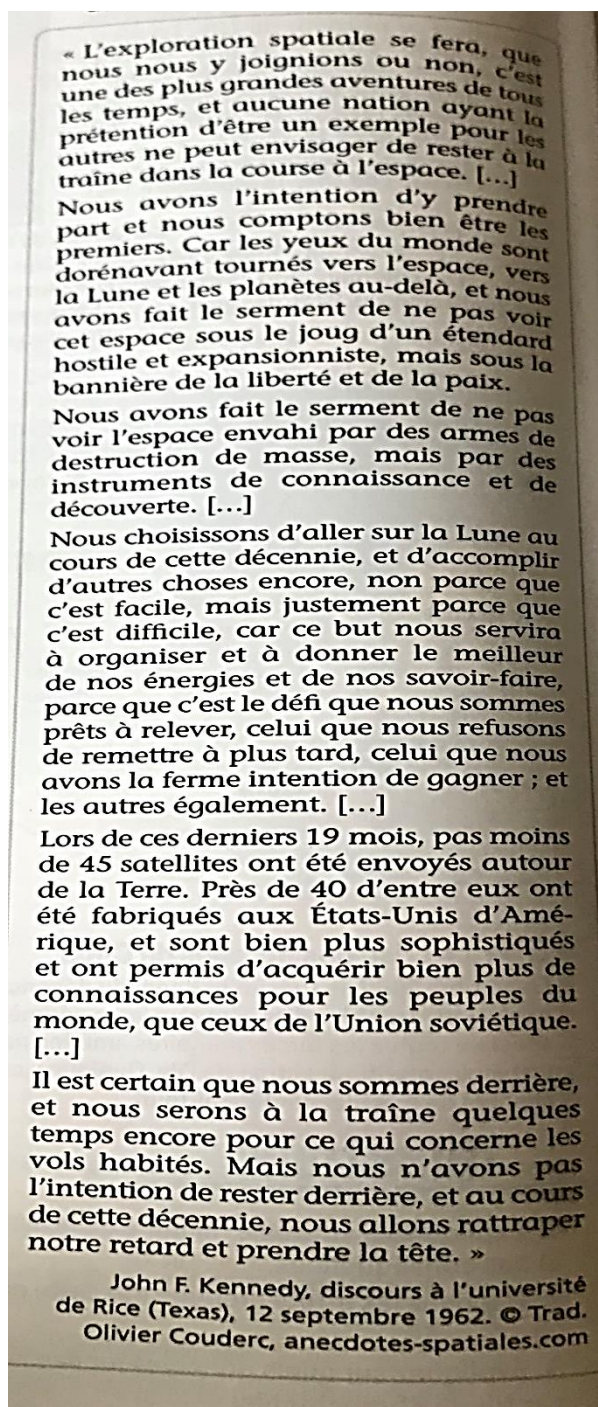 « L'exploration spatiale se fera, que
nous nous y joignions ou non, c'est
une des plus grandes aventures de tous
les temps, et aucune nation ayant la
prétention d'être un exemple pour les
autres ne peut envisager de rester à la
traîne dans la course à l'espace. [...]
Nous avons l'intention d'y prendre
part et nous comptons bien être les
premiers. Car les yeux du monde sont
dorénavant tournés vers l'espace, vers
la Lune et les planètes au-delà, et nous
avons fait le serment de ne pas voir
cet espace sous le joug d'un étendard
hostile et expansionniste, mais sous la
bannière de la liberté et de la paix.
Nous avons fait le serment de ne pas
voir l'espace envahi par des armes de
destruction de masse, mais par des
instruments de connaissance et de
découverte. [...]
Nous choisissons d'aller sur la Lune au
cours de cette décennie, et d'accomplir
d'autres choses encore, non parce que
c'est facile, mais justement parce que
c'est difficile, car ce but nous servira
à organiser et à donner le meilleur
de nos énergies et de nos savoir-faire,
parce que c'est le défi que nous sommes
prêts à relever, celui que nous refusons
de remettre à plus tard, celui que nous
avons la ferme intention de gagner ; et
les autres également. [...]
Lors de ces derniers 19 mois, pas moins
de 45 satellites ont été envoyés autour
de la Terre. Près de 40 d'entre eux ont
été fabriqués aux États-Unis d'Amé-
rique, et sont bien plus sophistiqués
et ont permis d'acquérir bien plus de
connaissances pour les peuples du
monde, que ceux de l'Union soviétique.
[...]
Il est certain que nous sommes derrière,
et nous serons à la traîne quelques
temps encore pour ce qui concerne les
vols habités. Mais nous n'avons pas
l'intention de rester derrière, et au cours
de cette décennie, nous allons rattraper
notre retard et prendre la tête. »
John F. Kennedy, discours à l'université
de Rice (Texas), 12 septembre 1962. © Trad.
Olivier Couderc, anecdotes-spatiales.com